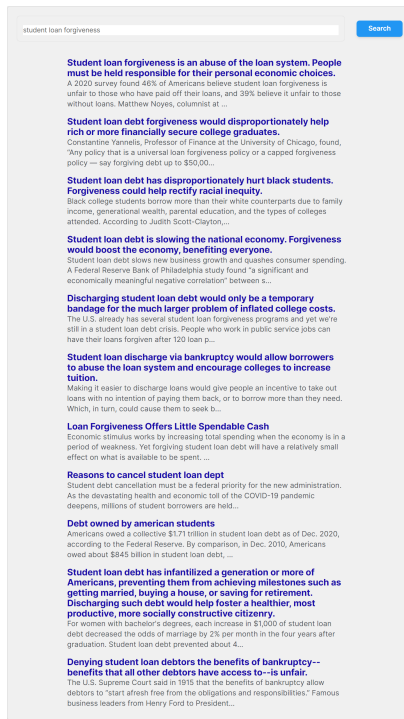 student loan forgiveness
Search
Student loan forgiveness is an abuse of the loan system. People
must be held responsible for their personal economic choices.
A 2020 survey found 46% of Americans believe student loan forgiveness is
unfair to those who have paid off their loans, and 39% believe it unfair to those
without loans. Matthew Noyes, columnist at ...
Student loan debt forgiveness would disproportionately help
rich or more financially secure college graduates.
Constantine Yannelis, Professor of Finance at the University of Chicago, found,
"Any policy that is a universal loan forgiveness policy or a capped forgiveness
policy — say forgiving debt up to $50,00...
Student loan debt has disproportionately hurt black students.
Forgiveness could help rectify racial inequity.
Black college students borrow more than their white counterparts due to family
income, generational wealth, parental education, and the types of colleges
attended. According to Judith Scott-Clayton,...
Student loan debt is slowing the national economy. Forgiveness
would boost the economy, benefiting everyone.
Student loan debt slows new business growth and quashes consumer spending.
A Federal Reserve Bank of Philadelphia study found "a significant and
economically meaningful negative correlation" between s...
Discharging student loan debt would only be a temporary
bandage for the much larger problem of inflated college costs.
The U.S. already has several student loan forgiveness programs and yet we're
still in a student loan debt crisis. People who work in public service jobs can
have their loans forgiven after 120 loan p...
Student loan discharge via bankruptcy would allow borrowers
to abuse the loan system and encourage colleges to increase
tuition.
Making it easier to discharge loans would give people an incentive to take out
loans with no intention of paying them back, or to borrow more than they need.
Which, in turn, could cause them to seek b...
Loan Forgiveness Offers Little Spendable Cash
Economic stimulus works by increasing total spending when the economy is in a
period of weakness. Yet forgiving student loan debt will have a relatively small
effect on what is available to be spent. ...
Reasons to cancel student loan dept
Student debt cancellation must be a federal priority for the new administration.
As the devastating health and economic toll of the COVID-19 pandemic
deepens, millions of student borrowers are held...
Debt owned by american students
Americans owed a collective $1.71 trillion in student loan debt as of Dec. 2020,
according to the Federal Reserve. By comparison, in Dec. 2010, Americans
owed about $845 billion in student loan debt, ...
Student loan debt has infantilized a generation or more of
Americans, preventing them from achieving milestones such as
getting married, buying a house, or saving for retirement.
Discharging such debt would help foster a healthier, most
productive, more socially constructive citizenry.
For women with bachelor's degrees, each increase in $1,000 of student loan
debt decreased the odds of marriage by 2% per month in the four years after
graduation. Student loan debt prevented about 4...
Denying student loan debtors the benefits of bankruptcy--
benefits that all other debtors have access to--is unfair.
The U.S. Supreme Court said in 1915 that the benefits of bankruptcy allow
debtors to "start afresh free from the obligations and responsibilities." Famous
business leaders from Henry Ford to President...